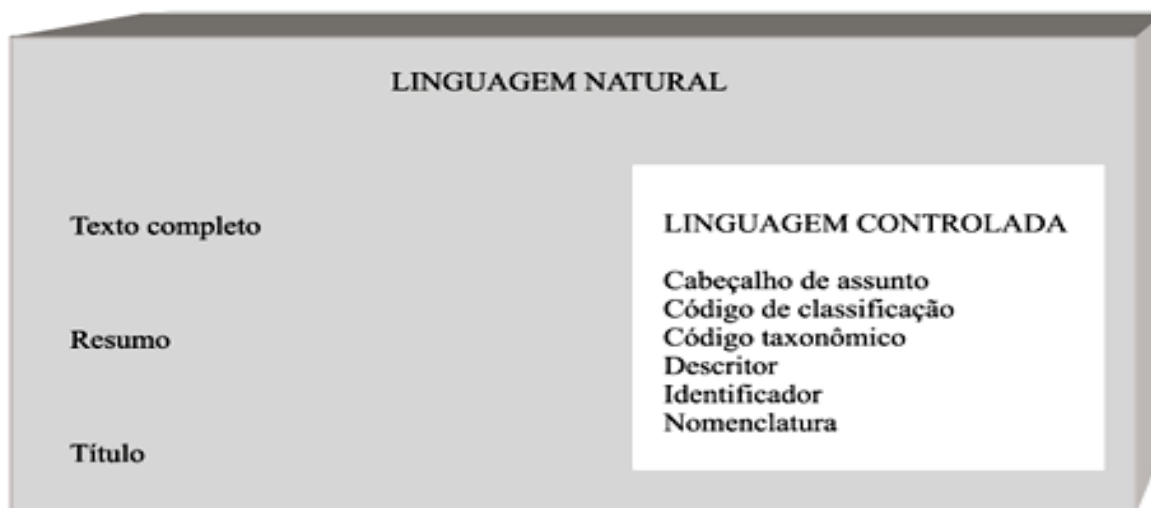 LINGUAGEM NATURAL
Texto completo
Resumo
Título
LINGUAGEM CONTROLADA
Cabeçalho de assunto
Código de classificação
Código taxonômico
Descritor
Identificador
Nomenclatura